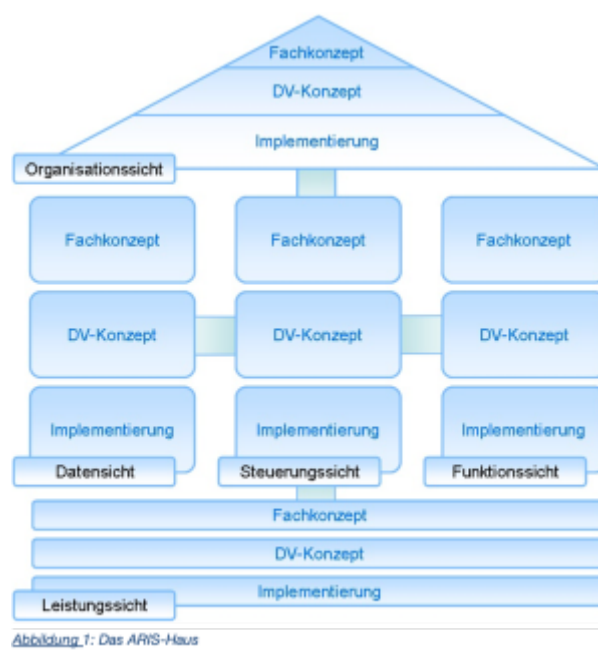 Fachkonzept
DV-Konzept
Implementierung
Organisationssicht
Fachkonzept Fachkonzept Fachkonzept
DV-Konzept DV-Konzept DV-Konzept
Implementierung Implementierung Implementierung
Datensicht Steuerungssicht Funktionssicht
Fachkonzept
DV-Konzept
Implementierung
Leistungssicht
Abbildung 1: Das ARIS-Haus